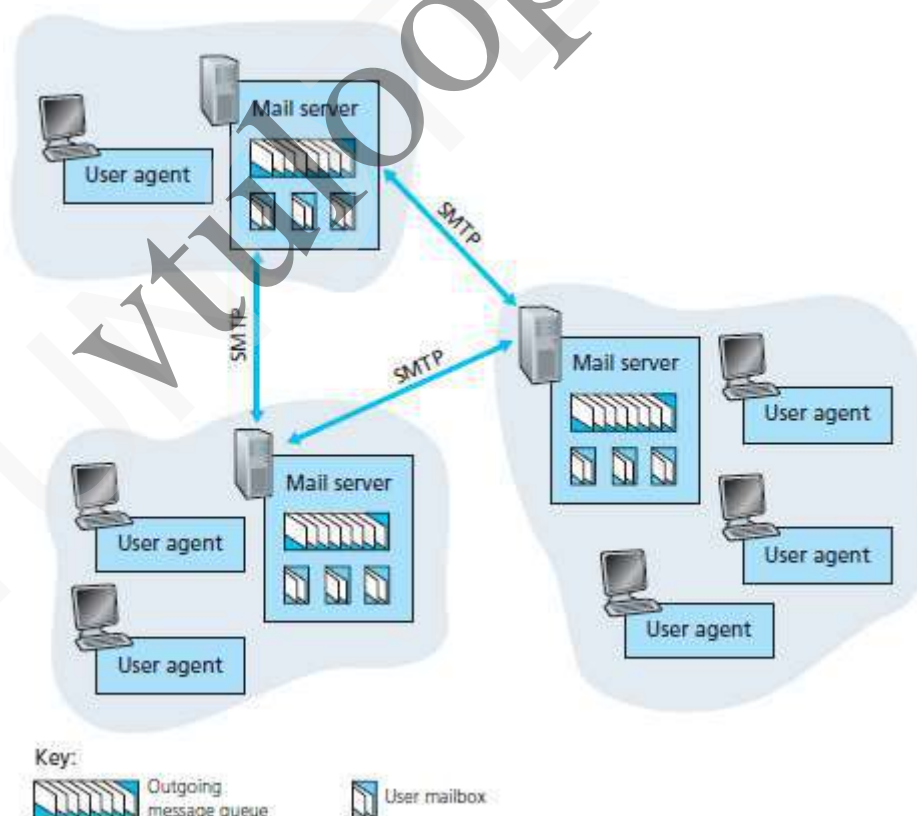 vtuloop
Mail server
User agent
SMTP
SMTP
SMTP
Mail server
User agent
User agent
User agent
Mail server
User agent
User agent
Key:
Outgoing
message queue
User mailbox